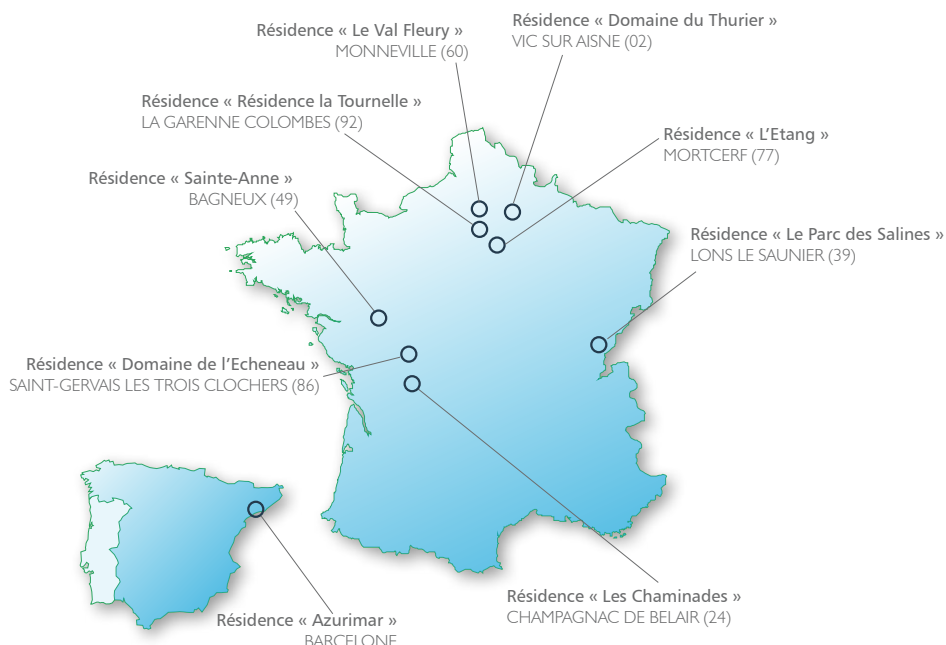 Résidence « Domaine du Thurier »
VIC SUR AISNE (02)
Résidence « Le Val Fleury »
MONNEVILLE (60)
Résidence « Résidence la Tournelle »
LA GARENNE COLOMBES (92)
Résidence « L’Etang »
MORTCERF (77)
Résidence « Sainte-Anne »
BAGNEUX (49)
Résidence « Le Parc des Salines »
LONS LE SAUNIER (39)
Résidence « Domaine de l’Echeneau »
SAINT-GERVAIS LES TROIS CLOCHERS (86)
Résidence « Les Chaminades »
CHAMPAGNAC DE BELAIR (24)
Résidence « Azurimar »
BARCELONE